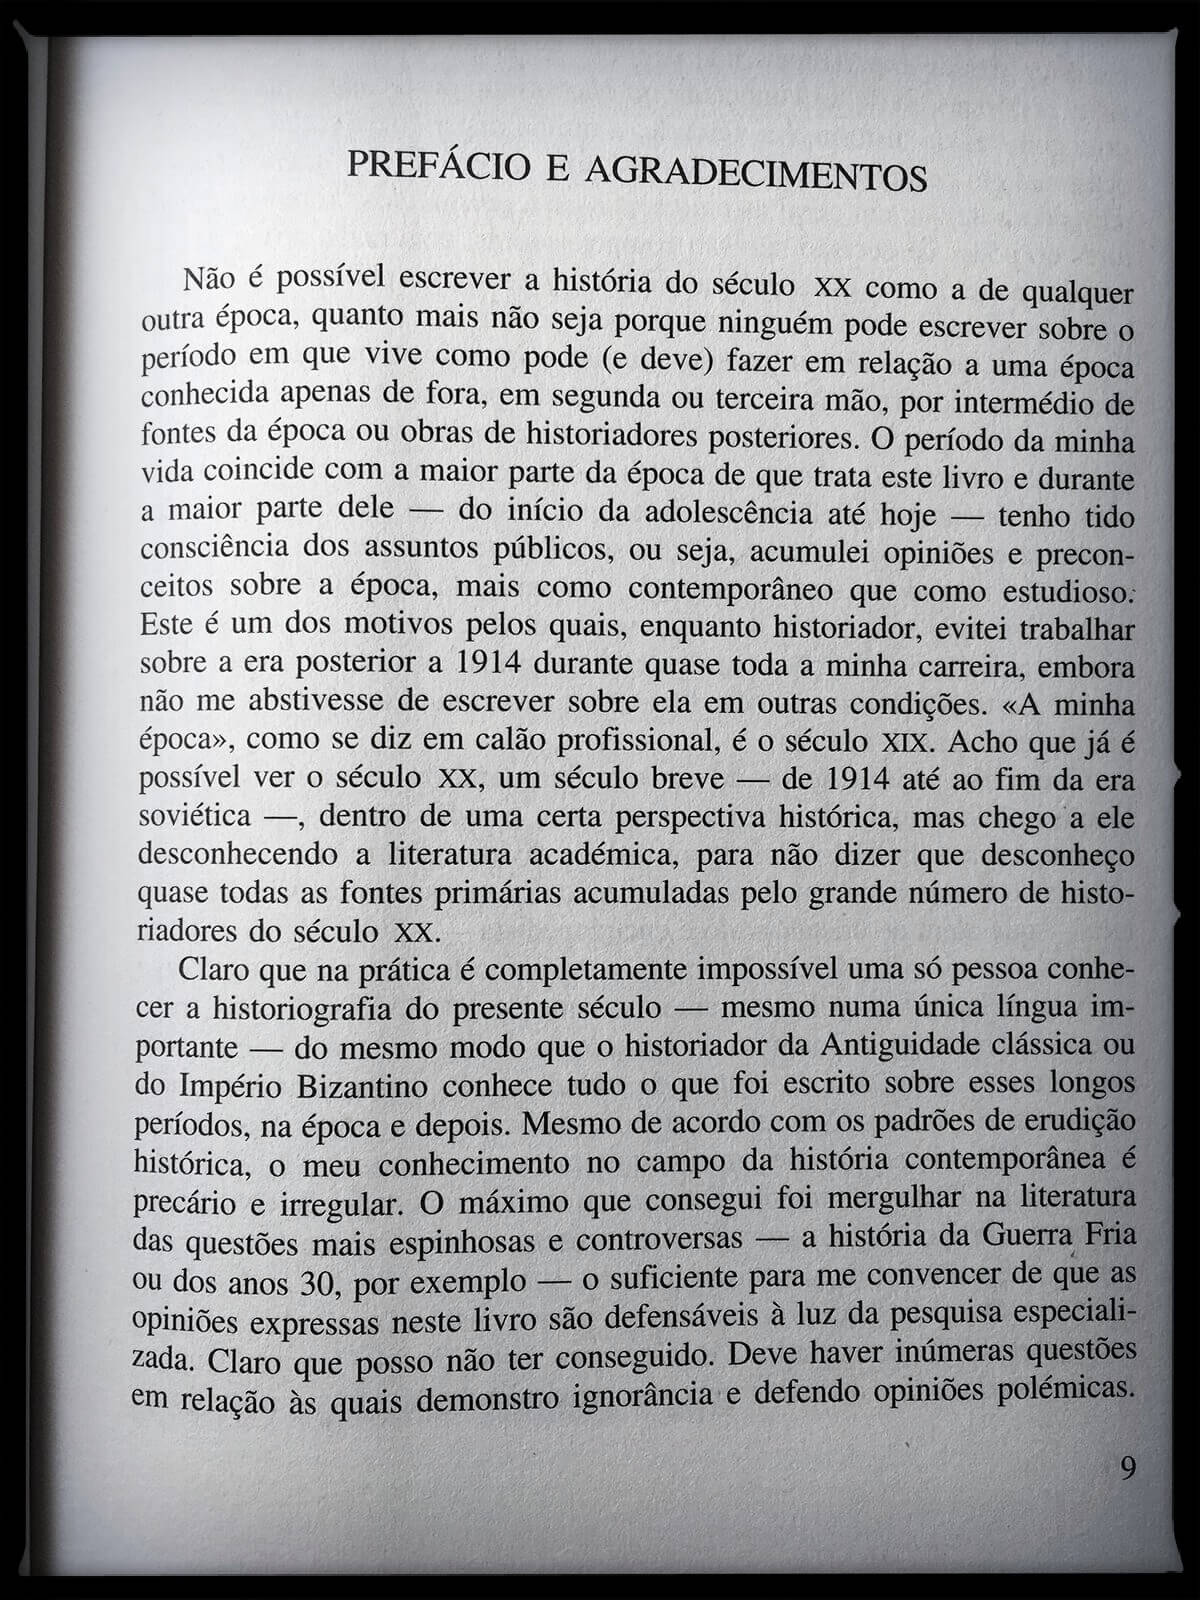 PREFÁCIO E AGRADECIMENTOS
Não é possível escrever a história do século XX como a de qualquer
outra época, quanto mais não seja porque ninguém pode escrever sobre o
período em que vive como pode (e deve) fazer em relação a uma época
conhecida apenas de fora, em segunda ou terceira mão, por intermédio de
fontes da época ou obras de historiadores posteriores. O período da minha
vida coincide com a maior parte da época de que trata este livro e durante
a maior parte dele — do início da adolescência até hoje — tenho tido
consciência dos assuntos públicos, ou seja, acumulei opiniões e precon-
ceitos sobre a época, mais como contemporâneo que como estudioso.
Este é um dos motivos pelos quais, enquanto historiador, evitei trabalhar
sobre a era posterior a 1914 durante quase toda a minha carreira, embora
não me abstivesse de escrever sobre ela em outras condições. «A minha
época», como se diz em calão profissional, é o século XIX. Acho que já é
possível ver o século XX, um século breve — de 1914 até ao fim da era
soviética —, dentro de uma certa perspectiva histórica, mas chego a ele
desconhecendo a literatura académica, para não dizer que desconheço
quase todas as fontes primárias acumuladas pelo grande número de histo-
riadores do século XX.
Claro que na prática é completamente impossível uma só pessoa conhe-
cer a historiografia do presente século — mesmo numa única língua im-
portante — do mesmo modo que o historiador da Antiguidade clássica ou
do Império Bizantino conhece tudo o que foi escrito sobre esses longos
períodos, na época e depois. Mesmo de acordo com os padrões de erudição
histórica, o meu conhecimento no campo da história contemporânea é
precário e irregular. O máximo que consegui foi mergulhar na literatura
das questões mais espinhosas e controversas — a história da Guerra Fria
ou dos anos 30, por exemplo — o suficiente para me convencer de que as
opiniões expressas neste livro são defensáveis à luz da pesquisa especiali-
zada. Claro que posso não ter conseguido. Deve haver inúmeras questões
em relação às quais demonstro ignorância e defendo opiniões polémicas.
9